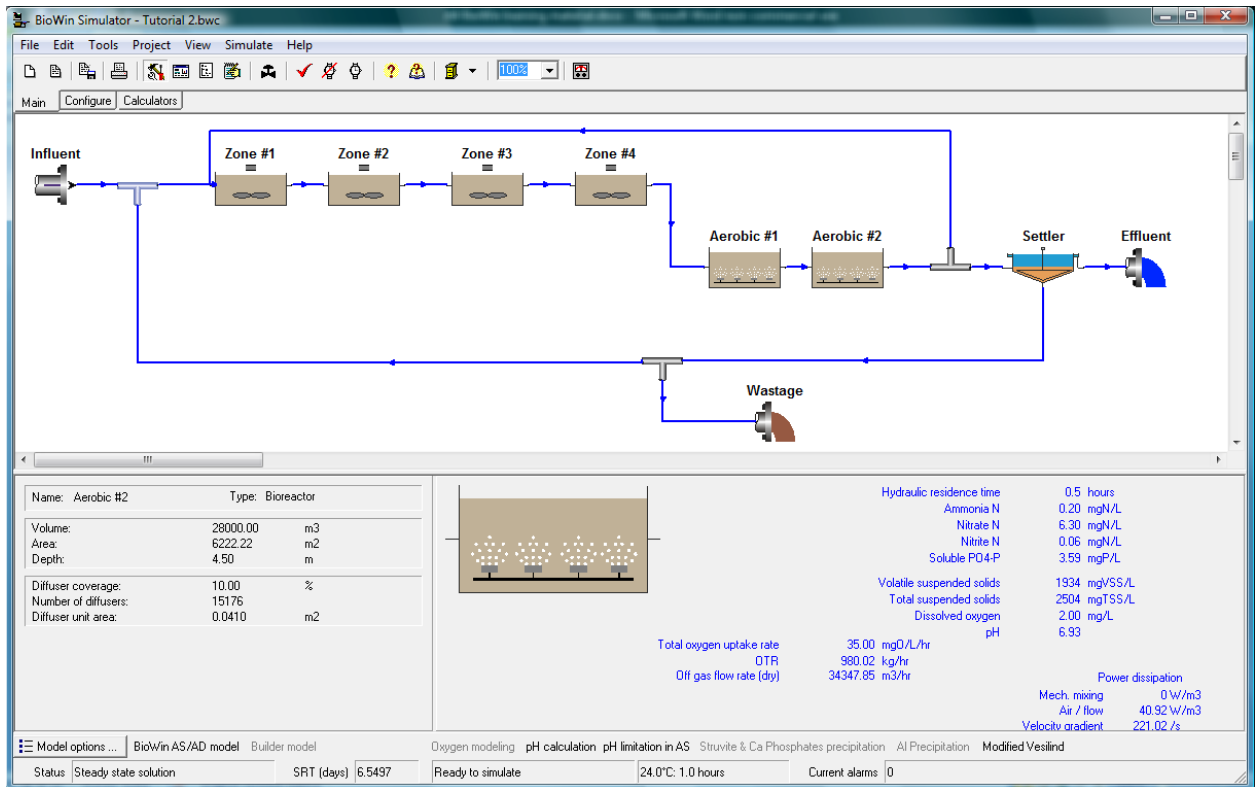 BioWin Simulator - Tutorial 2.bwc
File Edit Tools Project View Simulate Help
100%
Main Configure Calculators
Influent Zone #1 Zone #2 Zone #3 Zone #4
Aerobic #1 Aerobic #2 Settler Effluent
Wastage
Name: Aerobic #2 Type: Bioreactor
Volume: 28000.00 m3
Area: 6222.22 m2
Depth: 4.50 m
Diffuser coverage: 10.00 %
Number of diffusers: 15176
Diffuser unit area: 0.0410 m2
Hydraulic residence time 0.5 hours
Ammonia N 0.20 mgN/L
Nitrate N 6.30 mgN/L
Nitrite N 0.06 mgN/L
Soluble PO4-P 3.59 mgP/L
Volatile suspended solids 1934 mgVSS/L
Total suspended solids 2504 mgTSS/L
Dissolved oxygen 2.00 mg/L
pH 6.93
Total oxygen uptake rate 35.00 mgO/L/hr
OTR 980.02 kg/hr
Off gas flow rate (dry) 34347.85 m3/hr
Power dissipation
Mech. mixing 0 W/m3
Air / flow 40.92 W/m3
Velocity gradient 221.02 /s
Model options ... BioWin AS/AD model Builder model Oxygen modeling pH calculation pH limitation in AS Struvite & Ca Phosphates precipitation Al Precipitation Modified Vesilind
Status Steady state solution SRT (days) 6.5497 Ready to simulate 24.0°C: 1.0 hours Current alarms 0